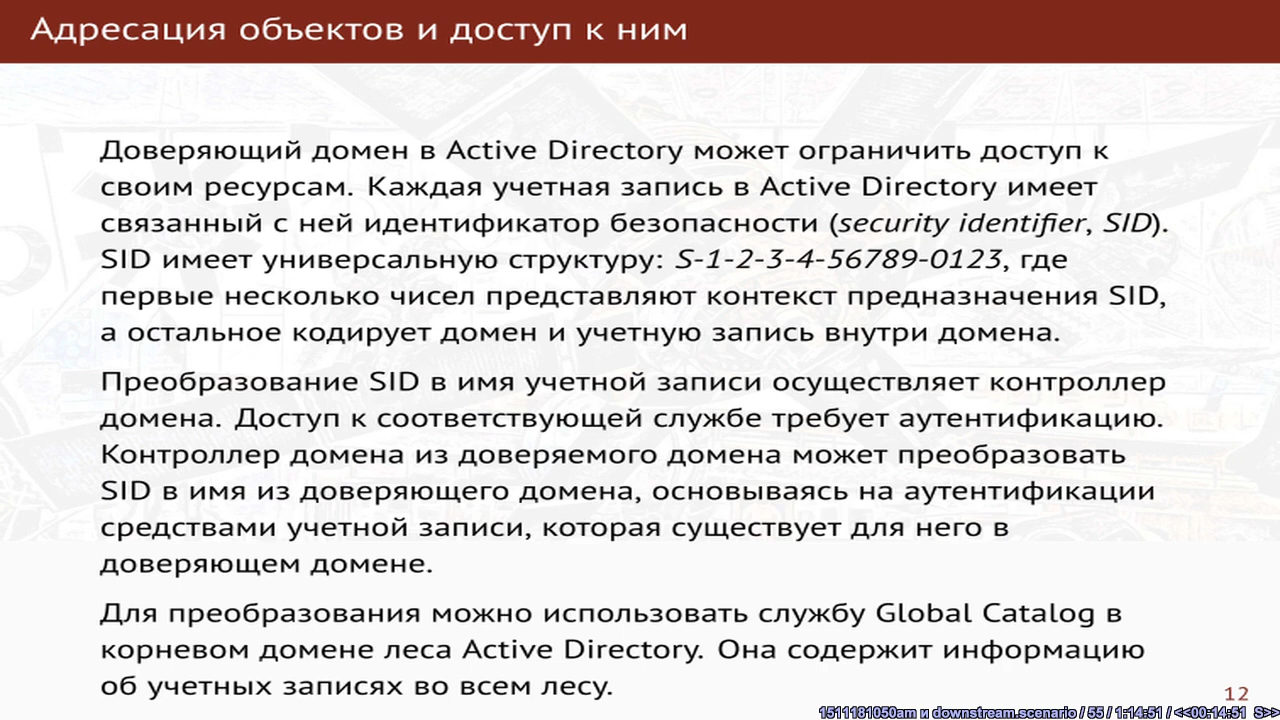 Адресация объектов и доступ к ним
Доверяющий домен в Active Directory может ограничить доступ к
своим ресурсам. Каждая учетная запись в Active Directory имеет
связанный с ней идентификатор безопасности (security identifier, SID).
SID имеет универсальную структуру: S-1-2-3-4-56789-0123, где
первые несколько чисел представляют контекст предназначения SID,
а остальное кодирует домен и учетную запись внутри домена.
Преобразование SID в имя учетной записи осуществляет контроллер
домена. Доступ к соответствующей службе требует аутентификацию.
Контроллер домена из доверяемого домена может преобразовать
SID в имя из доверяющего домена, основываясь на аутентификации
средствами учетной записи, которая существует для него в
доверяющем домене.
Для преобразования можно использовать службу Global Catalog в
корневом домене леса Active Directory. Она содержит информацию
об учетных записях во всем лесу.
12
1511181050am и downstream.scenario / 55 / 1:14:51 / <<00:14:51 S>>